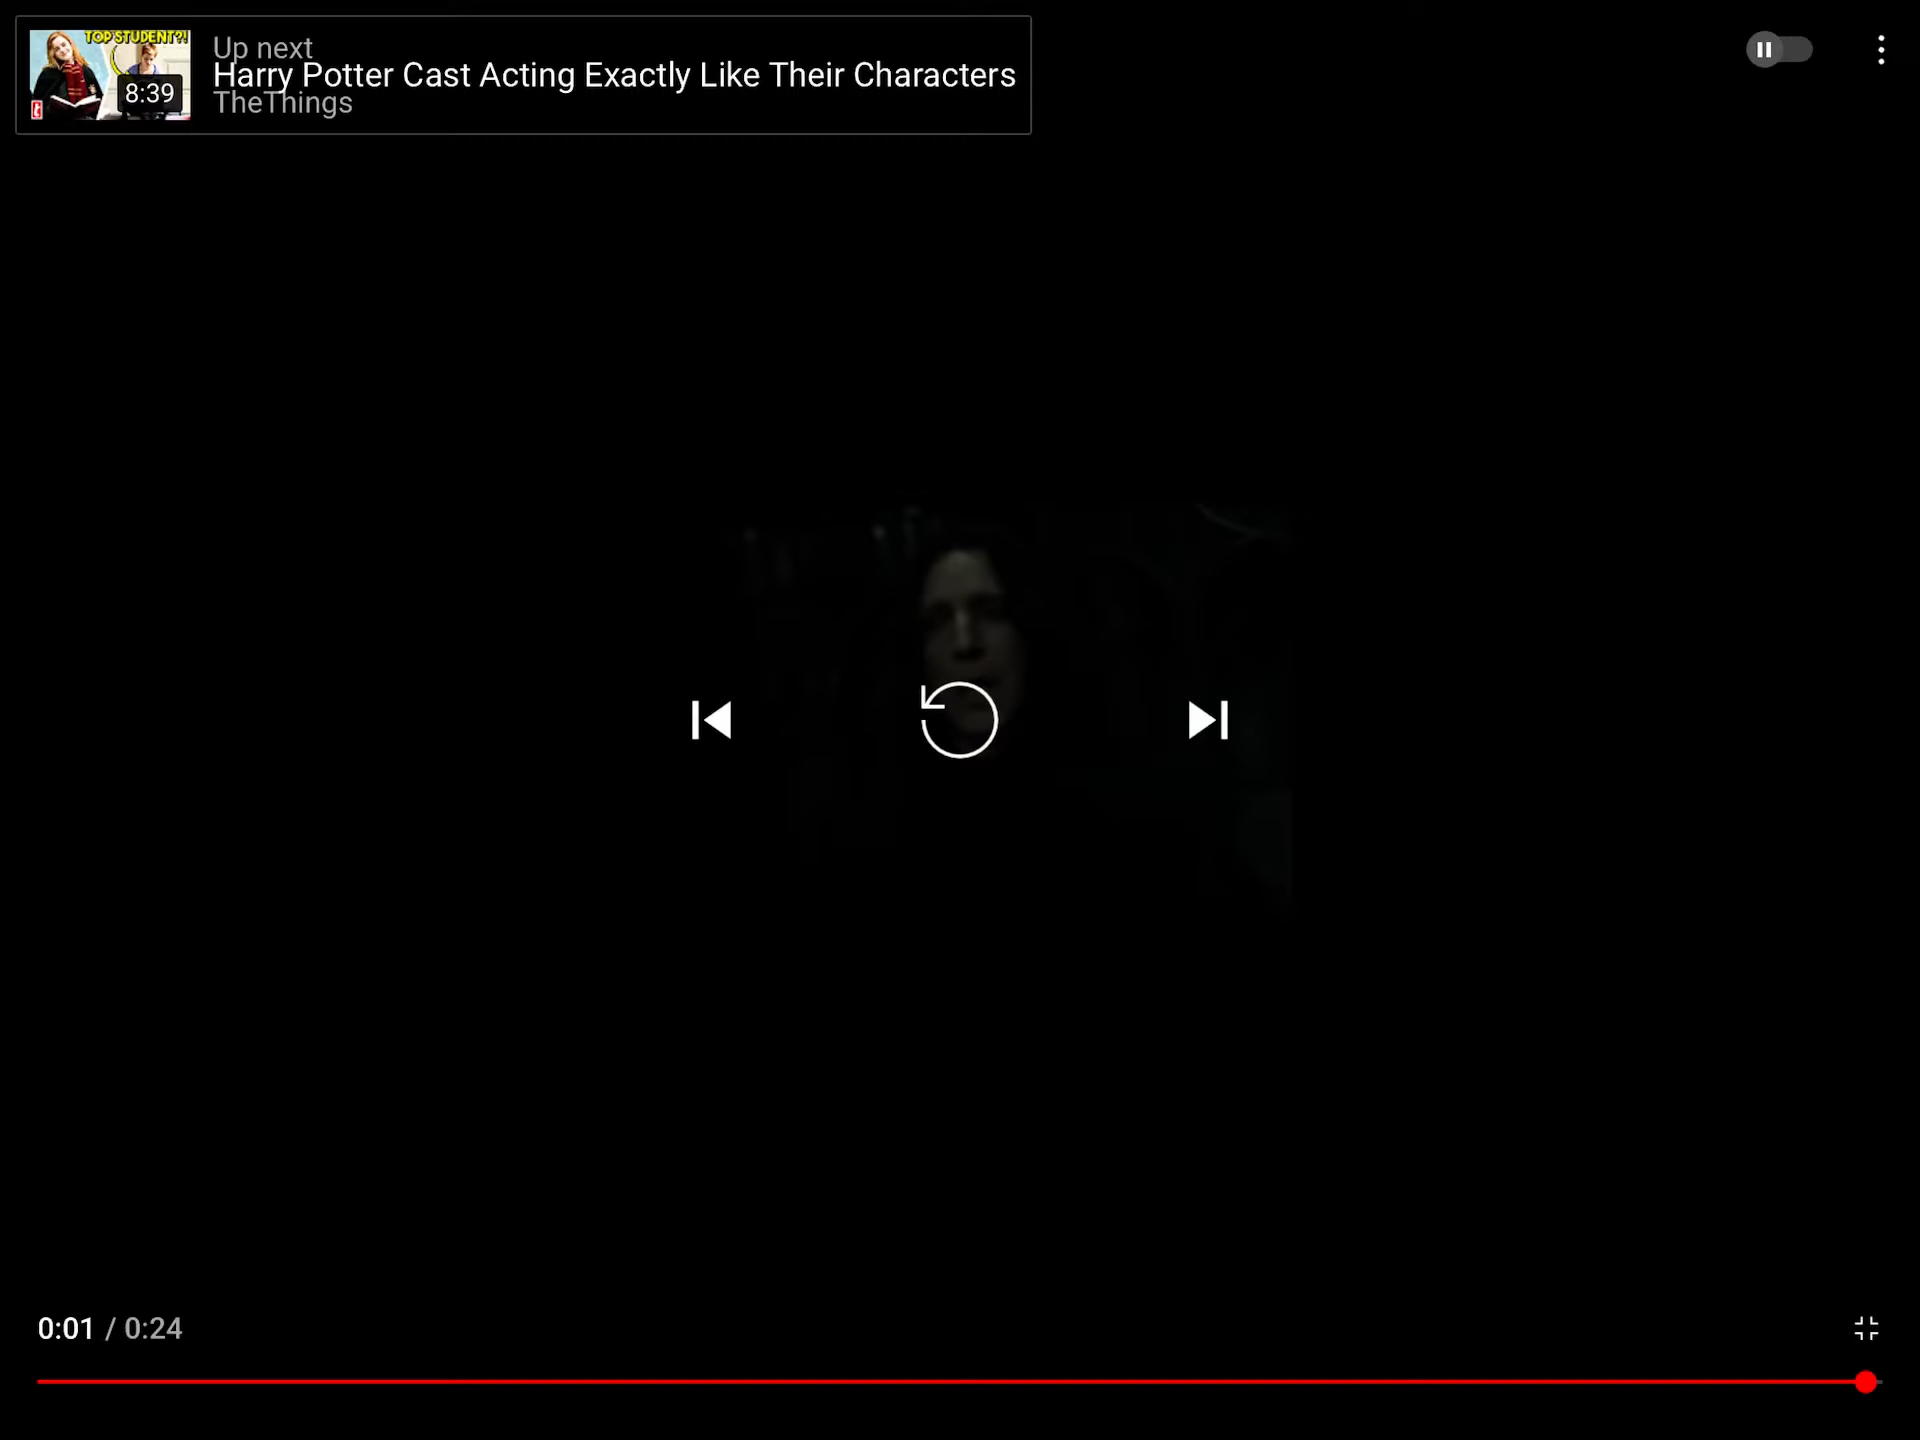 TOP STUDENT?!
8:39
Up next
Harry Potter Cast Acting Exactly Like Their Characters
TheThings
0:01 / 0:24